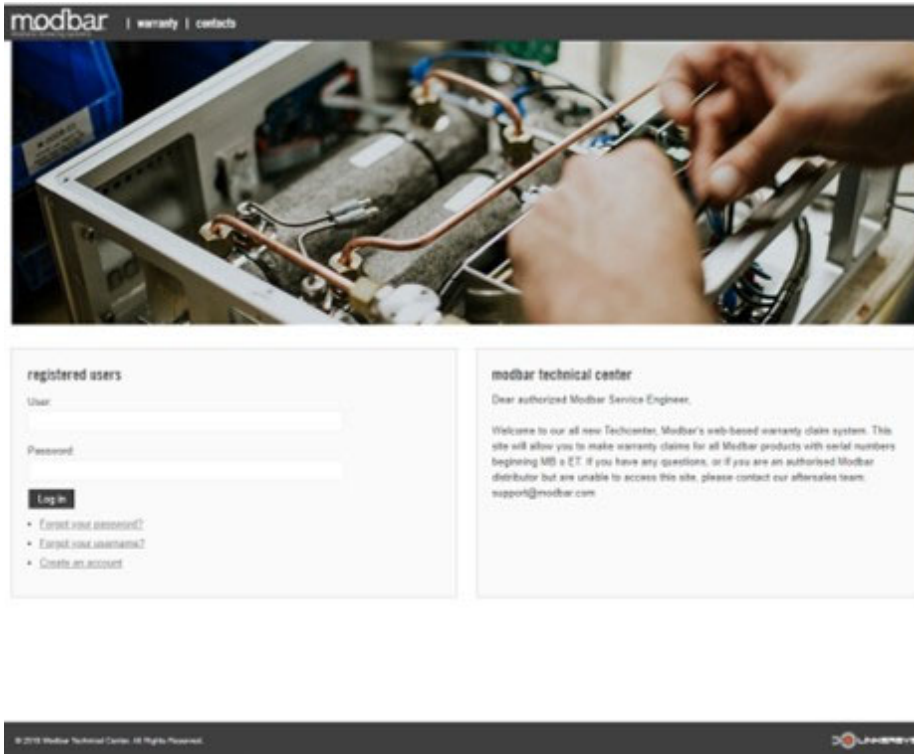 modbar | warranty | contacts
registered users
User
Password
Log in
Forgot your password?
Forgot your username?
Create an account
modbar technical center
Dear authorized Modbar Service Engineer,
Welcome to our all new Techcenter, Modbar's web-based warranty claim system. This
site will allow you to make warranty claims for all Modbar products with serial numbers
beginning MB o ET. If you have any questions, or if you are an authorised Modbar
distributor but are unable to access this site, please contact our aftersales team:
support@modbar.com
Modbar Technical Center. All Rights Reserved.